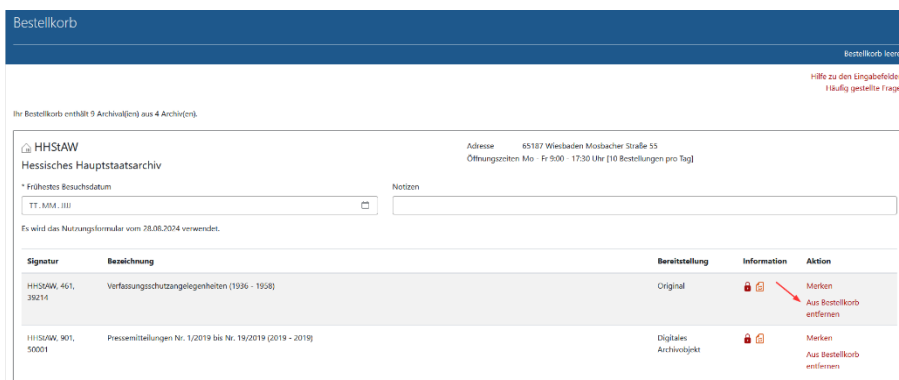 Bestellkorb
Bestellkorb leere
Hilfe zu den Eingabefelder
Häufig gestellte Frage
Ihr Bestellkorb enthält 9 Archival(ien) aus 4 Archiv(en).
HHStAW
Hessisches Hauptstaatsarchiv
Adresse 65187 Wiesbaden Mosbacher Straße 55
Öffnungszeiten Mo - Fr 9:00 - 17:30 Uhr [10 Bestellungen pro Tag]
* Frühestes Besuchsdatum Notizen
TT.MM.JJJJ
Es wird das Nutzungsformular vom 28.08.2024 verwendet.
Signatur Bezeichnung Bereitstellung Information Aktion
HHStAW, 461, Verfassungsschutzangelegenheiten (1936 - 1958) Original Merken
39214
Aus Bestellkorb
entfernen
HHStAW, 901, Pressemitteilungen Nr. 1/2019 bis Nr. 19/2019 (2019 - 2019) Digitales Merken
50001 Archivobjekt
Aus Bestellkorb
entfernen